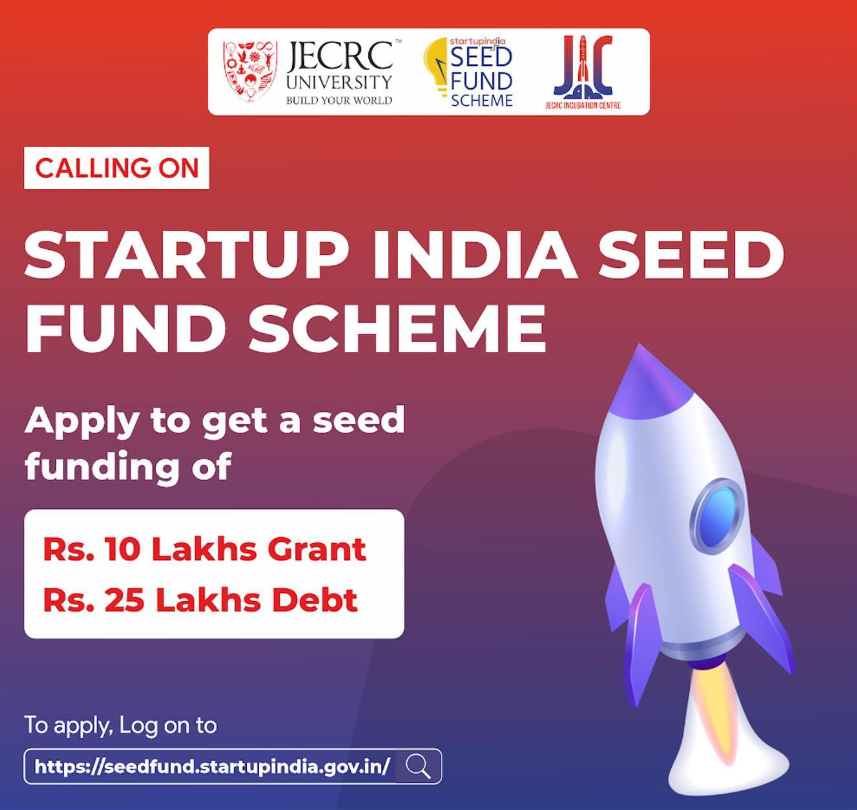 JECRC™
UNIVERSITY
BUILD YOUR WORLD
startupindia
SEED
FUND
SCHEME
JIC
JECRC INCUBATION CENTRE
CALLING ON
STARTUP INDIA SEED
FUND SCHEME
Apply to get a seed
funding of
Rs. 10 Lakhs Grant
Rs. 25 Lakhs Debt
To apply, Log on to
https://seedfund.startupindia.gov.in/